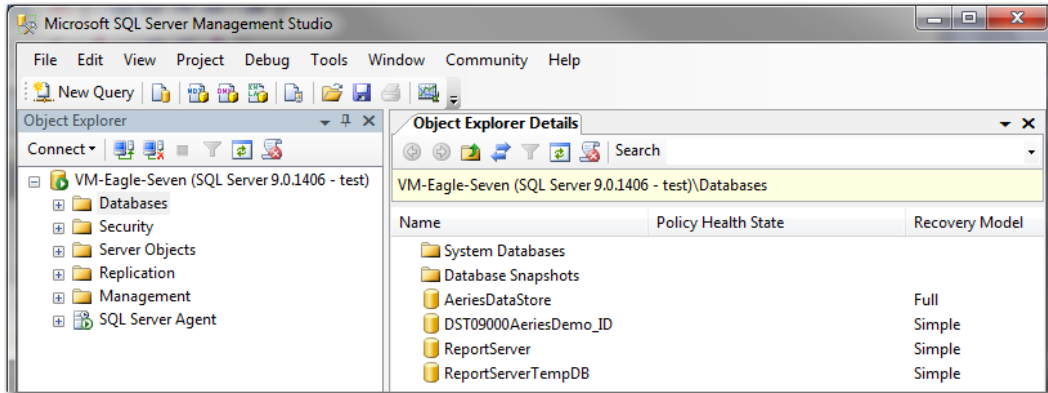 Microsoft SQL Server Management Studio
File Edit View Project Debug Tools Window Community Help
New Query
Object Explorer
Connect
VM-Eagle-Seven (SQL Server 9.0.1406 - test)
Databases
Security
Server Objects
Replication
Management
SQL Server Agent
Object Explorer Details
Search
VM-Eagle-Seven (SQL Server 9.0.1406 - test)\Databases
Name Policy Health State Recovery Model
System Databases
Database Snapshots
AeriesDataStore Full
DST09000AeriesDemo_ID Simple
ReportServer Simple
ReportServerTempDB Simple